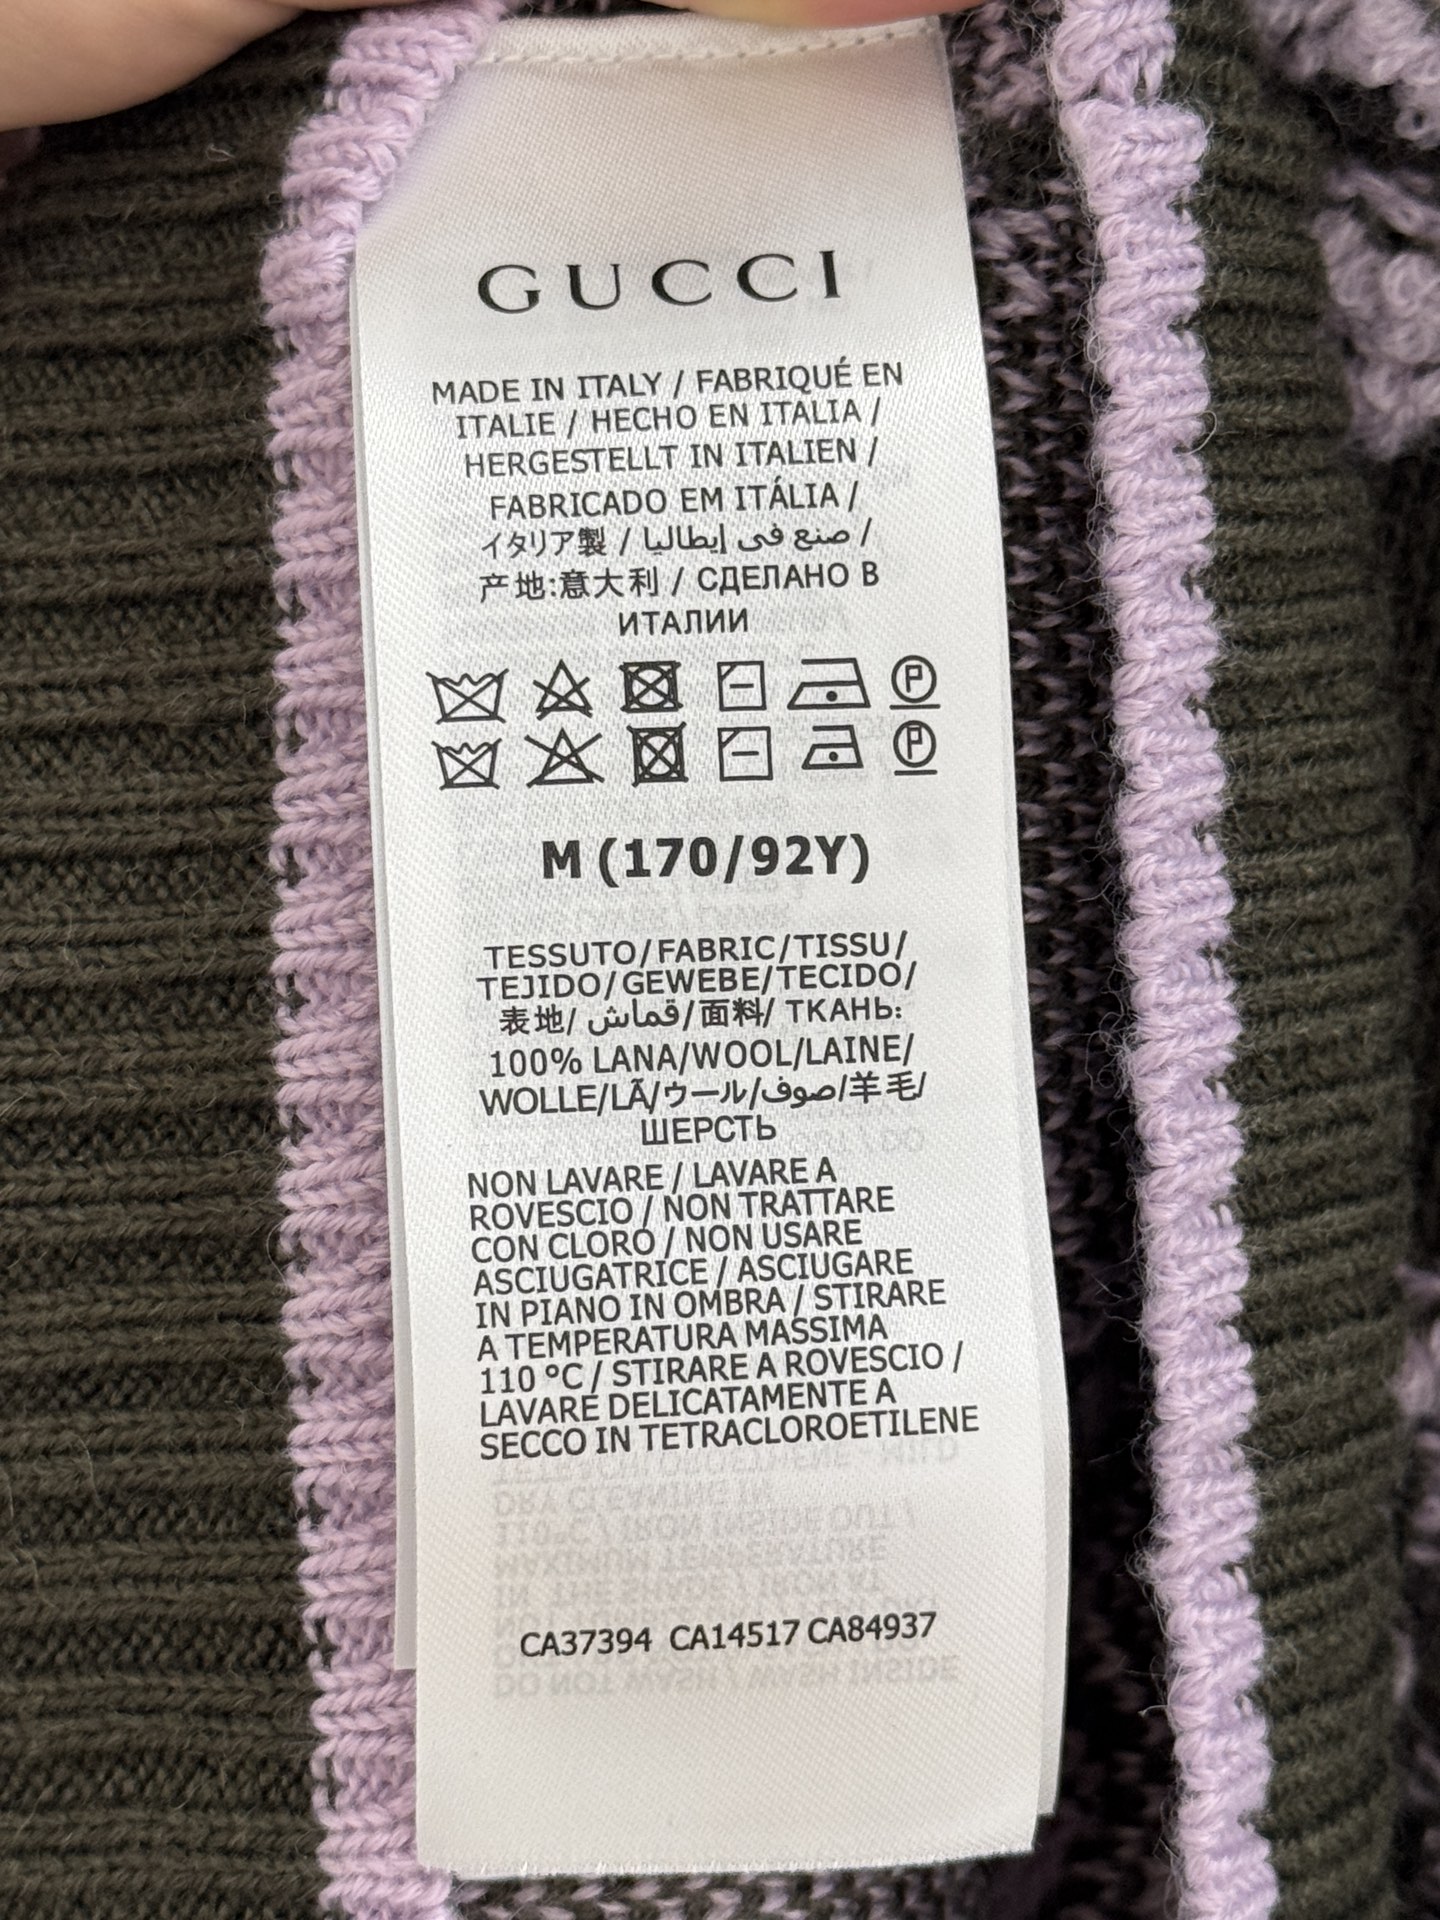 GUCCI
MADE IN ITALY / FABRIQUÉ EN
ITALIE / HECHO EN ITALIA /
HERGESTELLT IN ITALIEN /
FABRICADO EM ITÁLIA /
イタリア製 / صنع في إيطاليا /
产地:意大利 / СДЕЛАНО В
ИТАЛИИ
P
P
M (170/92Y)
TESSUTO/FABRIC/TISSU/
TEJIDO/GEWEBE/TECIDO/
表地/ قماش/面料/ ТКАНЬ:
100% LANA/WOOL/LAINE/
WOLLE/LÃ/ウール/صوف/羊毛/
ШЕРСТЬ
NON LAVARE / LAVARE A
ROVESCIO / NON TRATTARE
CON CLORO / NON USARE
ASCIUGATRICE / ASCIUGARE
IN PIANO IN OMBRA / STIRARE
A TEMPERATURA MASSIMA
110 °C / STIRARE A ROVESCIO /
LAVARE DELICATAMENTE A
SECCO IN TETRACLOROETILENE
CA37394 CA14517 CA84937